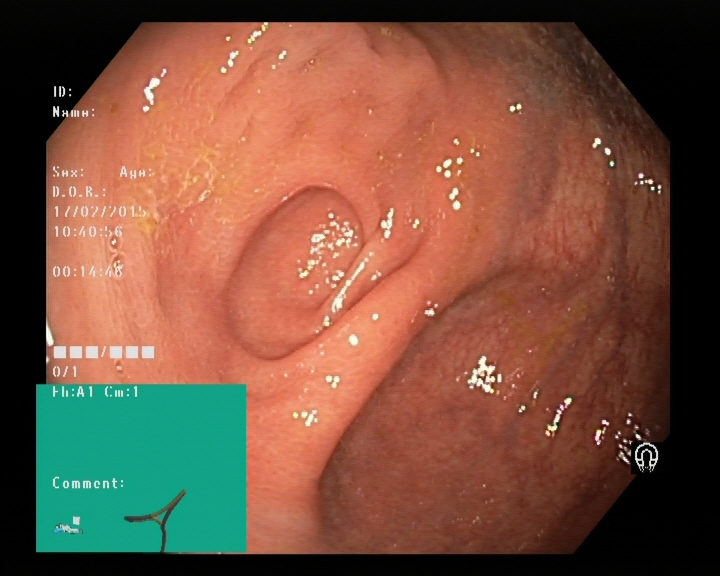 ID:
Name:
Sex: Age:
D.O.B.:
17/02/2015
10:40:56
00:14:48
■■■/■■■
0/1
Eh:A1 Cm:1
Comment: